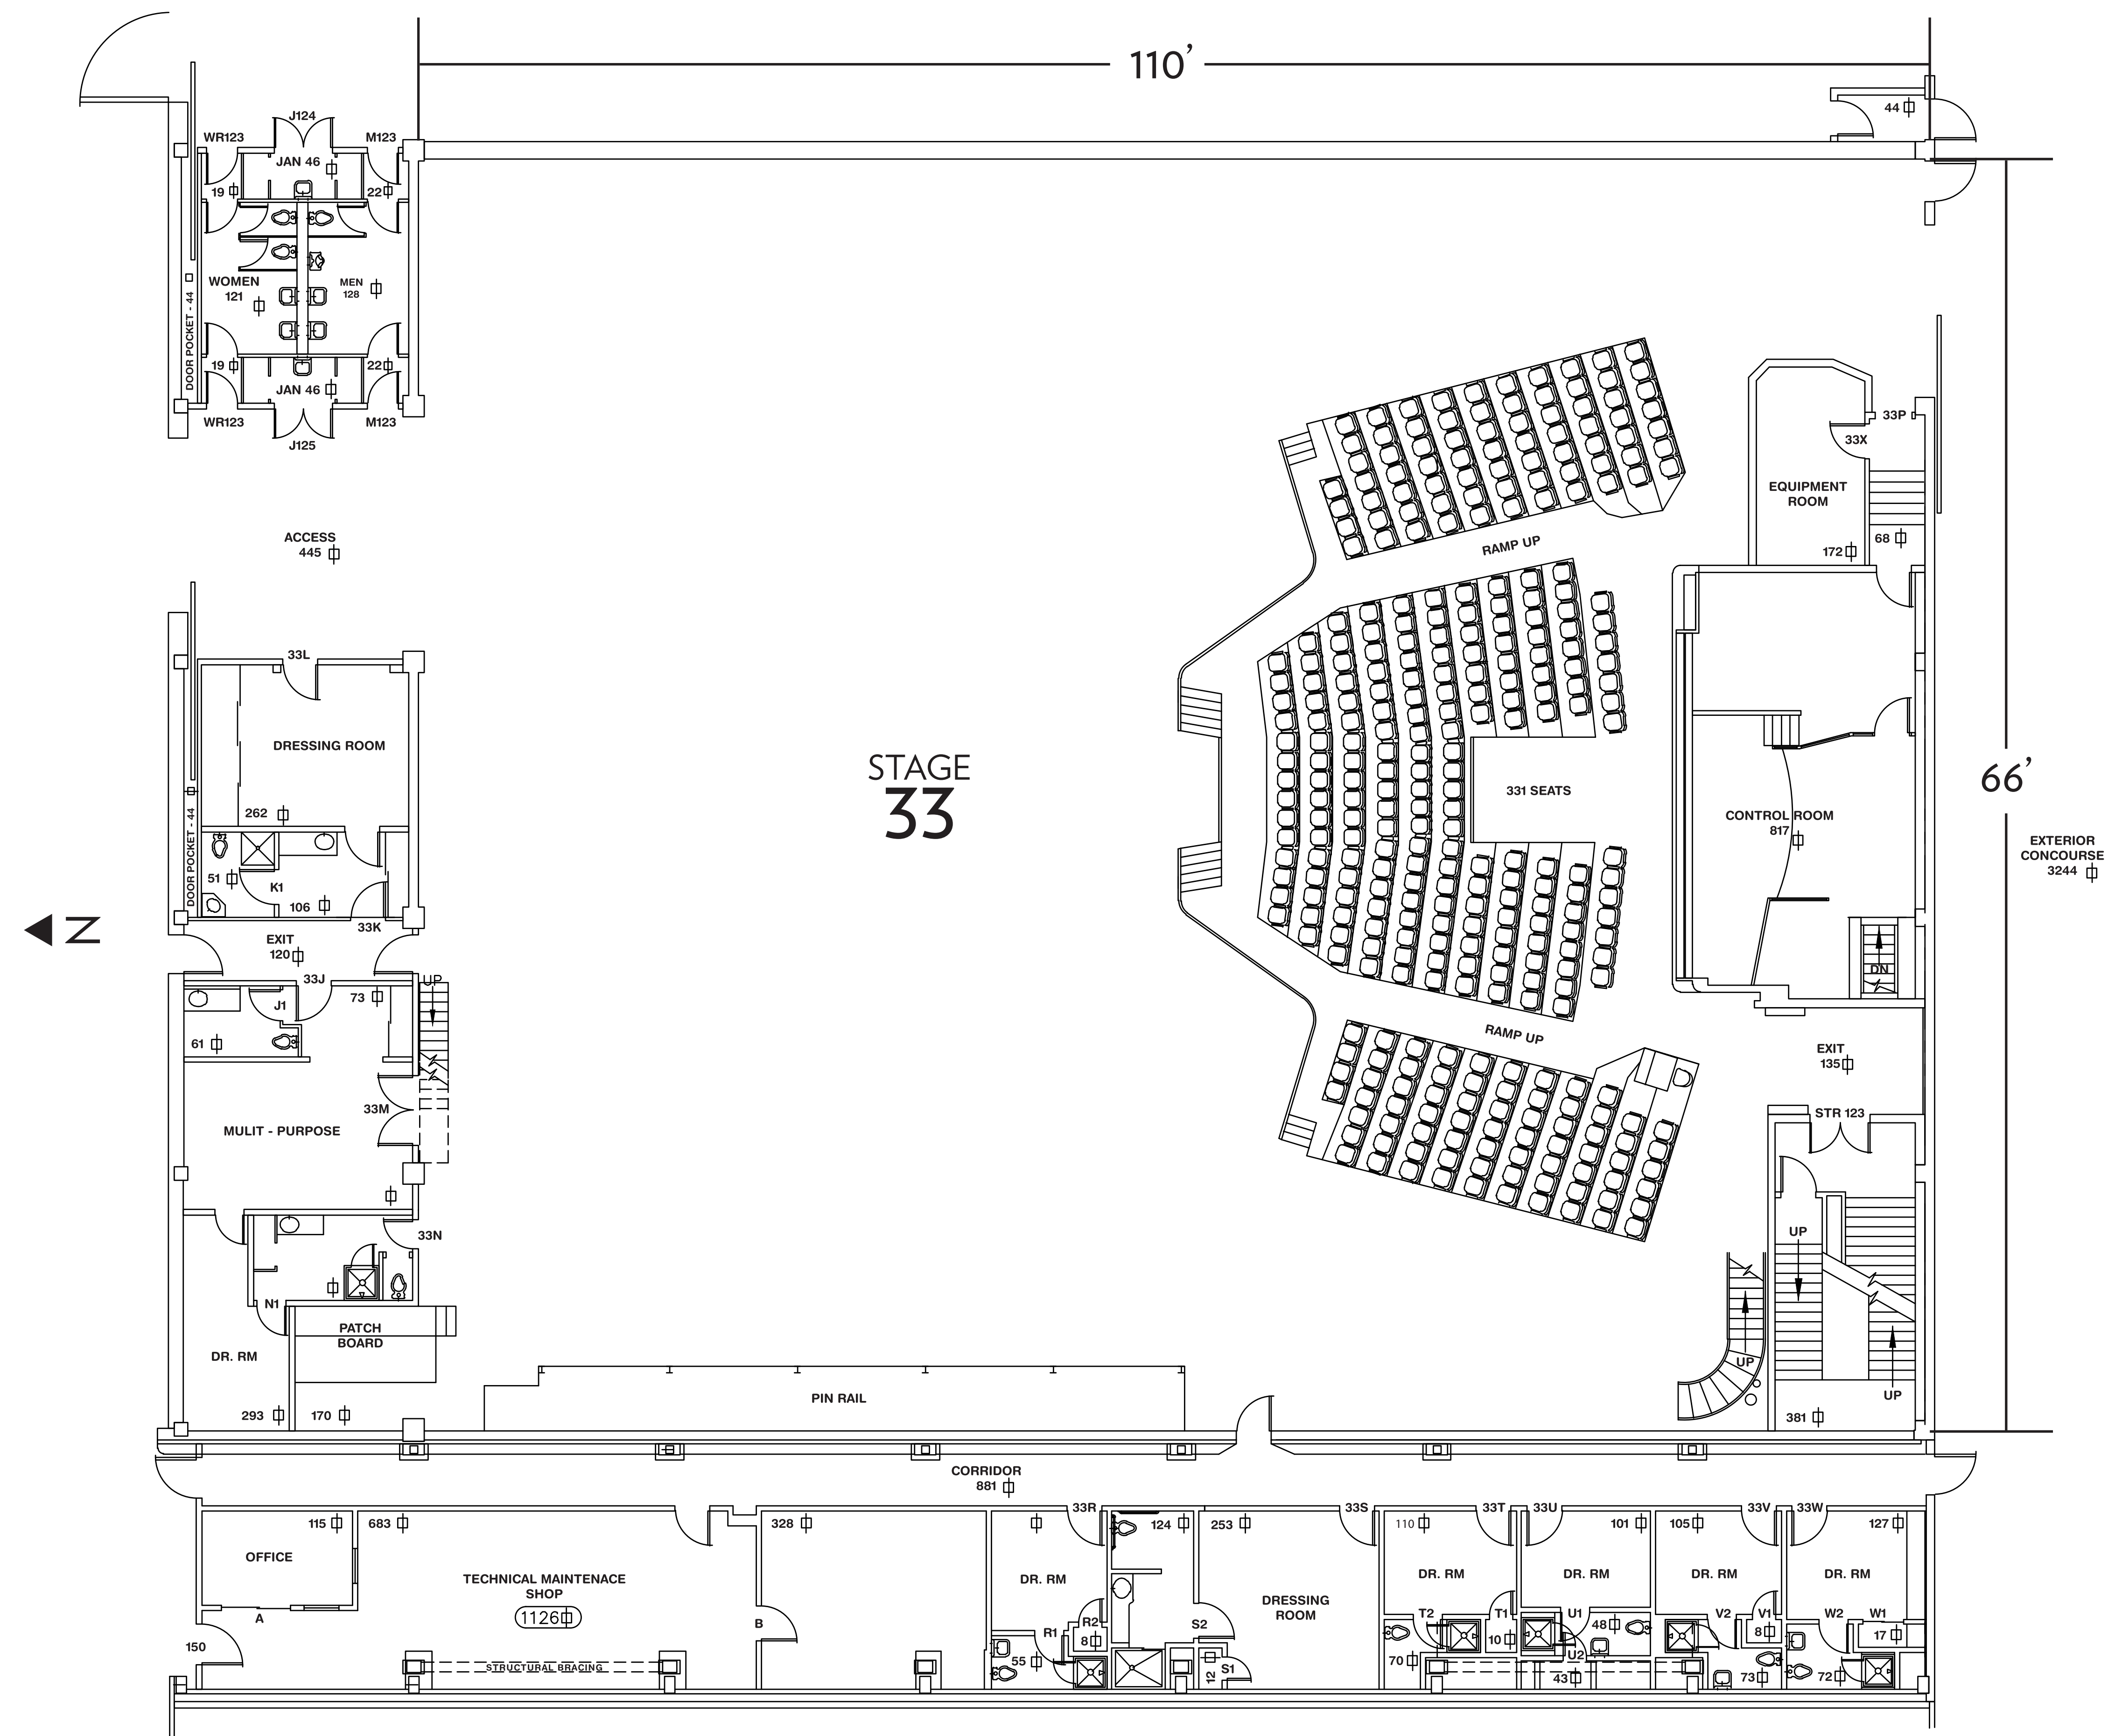 110’
44
J124
WR123
M123
JAN 46
19
22
WOMEN
121
MEN
128
DOOR POCKET - 44
19
22
JAN 46
WR123
M123
J125
33P
33X
EQUIPMENT
ROOM
172
68
ACCESS
445
RAMP UP
33L
DRESSING ROOM
262
DOOR POCKET - 44
51
K1
106
33K
STAGE
33
331 SEATS
CONTROL ROOM
817
66’
EXTERIOR
CONCOURSE
3244
N
EXIT
120
33J
UP
J1
73
61
DN
RAMP UP
EXIT
135
STR 123
33M
MULIT - PURPOSE
33N
UP
N1
PATCH
BOARD
DR. RM
UP
UP
293
170
PIN RAIL
381
CORRIDOR
881
33R
33S
33T
33U
33V
33W
115
683
328
124
253
110
101
105
127
OFFICE
TECHNICAL MAINTENACE
SHOP
1126
DR. RM
DRESSING
ROOM
DR. RM
DR. RM
DR. RM
DR. RM
A
B
150
STRUCTURAL BRACING
R1
R2
8
55
S2
S1
12
T2
T1
10
70
U1
48
U2
43
V2
V1
8
73
W2
W1
17
72